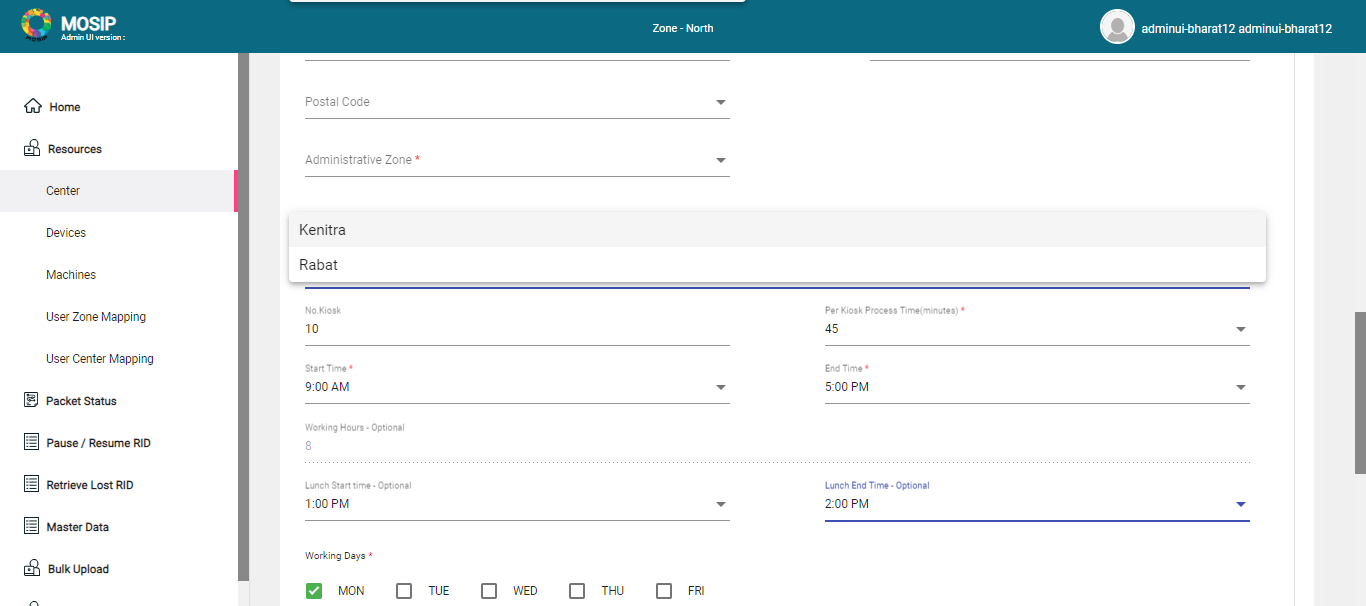 MOSIP
Admin UI version :
Zone - North
adminui-bharat12 adminui-bharat12
Home
Resources
Center
Devices
Machines
User Zone Mapping
User Center Mapping
Packet Status
Pause / Resume RID
Retrieve Lost RID
Master Data
Bulk Upload
Postal Code
Administrative Zone *
Kenitra
Rabat
No.Kiosk
10
Per Kiosk Process Time(minutes) *
45
Start Time *
9:00 AM
End Time *
5:00 PM
Working Hours - Optional
8
Lunch Start time - Optional
1:00 PM
Lunch End Time - Optional
2:00 PM
Working Days *
MON TUE WED THU FRI